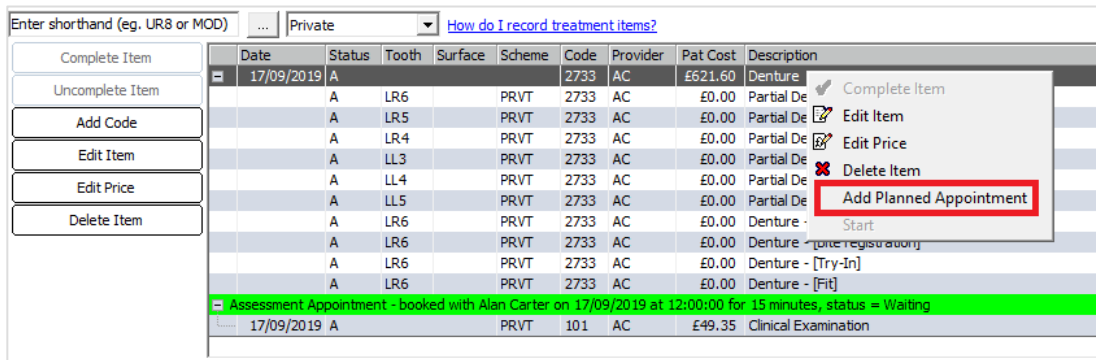 Enter shorthand (eg. UR8 or MOD) ... Private How do I record treatment items?
Complete Item
Uncomplete Item
Add Code
Edit Item
Edit Price
Delete Item
Date Status Tooth Surface Scheme Code Provider Pat Cost Description
17/09/2019 A 2733 AC £621.60 Denture
A LR6 PRVT 2733 AC £0.00 Partial De
A LR5 PRVT 2733 AC £0.00 Partial De
A LR4 PRVT 2733 AC £0.00 Partial De
A LL3 PRVT 2733 AC £0.00 Partial De
A LL4 PRVT 2733 AC £0.00 Partial De
A LL5 PRVT 2733 AC £0.00 Partial De
A LR6 PRVT 2733 AC £0.00 Denture -
A LR6 PRVT 2733 AC £0.00 Denture - [Bite registration]
A LR6 PRVT 2733 AC £0.00 Denture - [Try-In]
A LR6 PRVT 2733 AC £0.00 Denture - [Fit]
Assessment Appointment - booked with Alan Carter on 17/09/2019 at 12:00:00 for 15 minutes, status = Waiting
17/09/2019 A PRVT 101 AC £49.35 Clinical Examination
Complete Item
Edit Item
Edit Price
Delete Item
Add Planned Appointment
Start